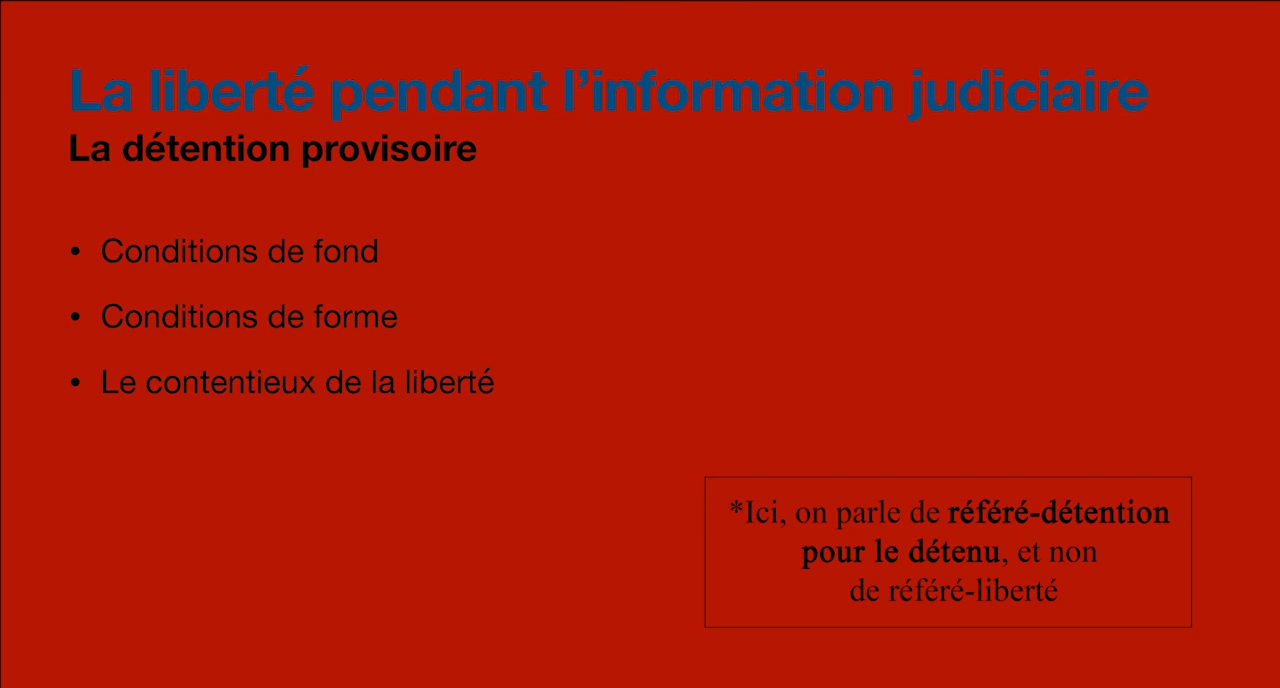 La liberté pendant l’information judiciaire
La détention provisoire
• Conditions de fond
• Conditions de forme
• Le contentieux de la liberté
*Ici, on parle de référé-détention
pour le détenu, et non
de référé-liberté